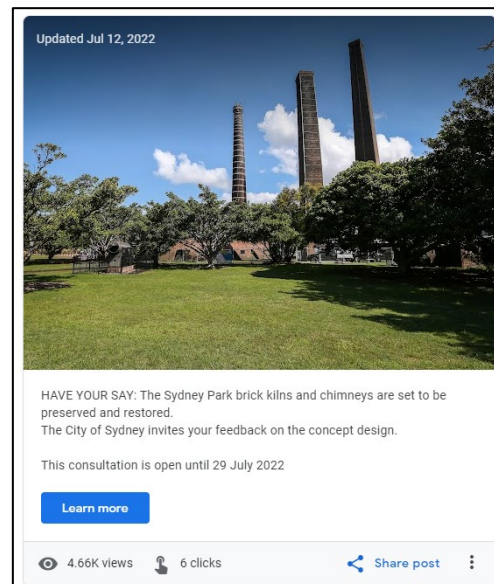 Updated Jul 12, 2022
HAVE YOUR SAY: The Sydney Park brick kilns and chimneys are set to be
preserved and restored.
The City of Sydney invites your feedback on the concept design.
This consultation is open until 29 July 2022
Learn more
4.66K views 6 clicks Share post